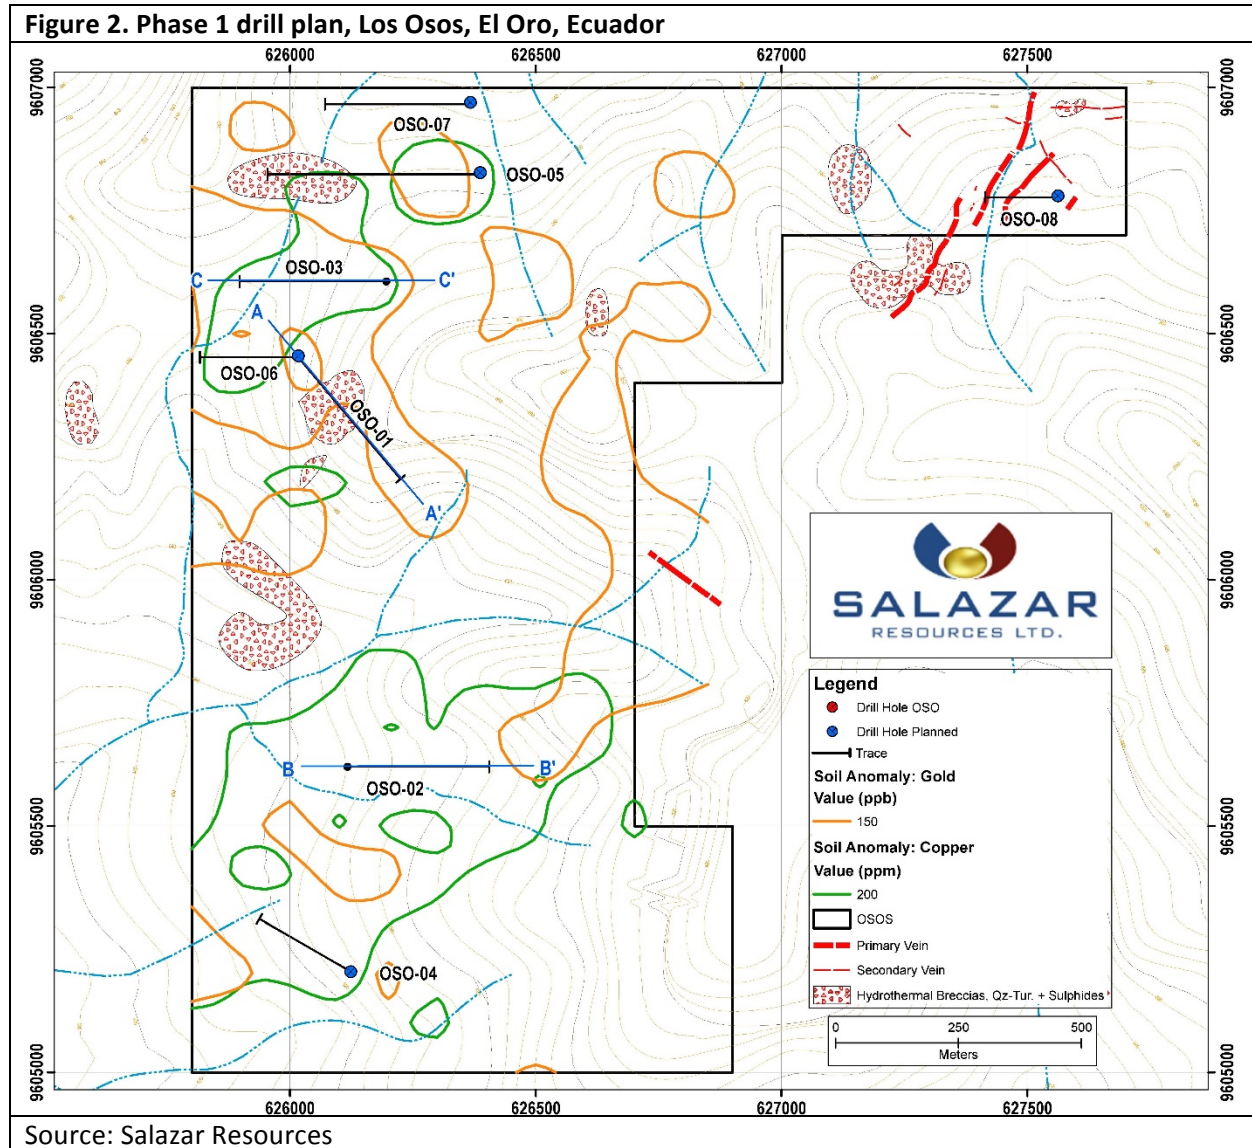 Figure 2. Phase 1 drill plan, Los Osos, El Oro, Ecuador
626000 626500 627000 627500
9607000 9607000
OSO-07
OSO-05
OSO-08
OSO-03
C C'
A
9606500 9606500
OSO-06
OSO-01
A'
9606000 9606000
SALAZAR
RESOURCES LTD.
Legend
Drill Hole OSO
Drill Hole Planned
Trace
Soil Anomaly: Gold
Value (ppb)
150
Soil Anomaly: Copper
Value (ppm)
200
OSOS
Primary Vein
Secondary Vein
Hydrothermal Breccias, Qz-Tur. + Sulphides
0 250 500
Meters
B B'
OSO-02
9605500 9605500
OSO-04
9605000 9605000
626000 626500 627000 627500
Source: Salazar Resources